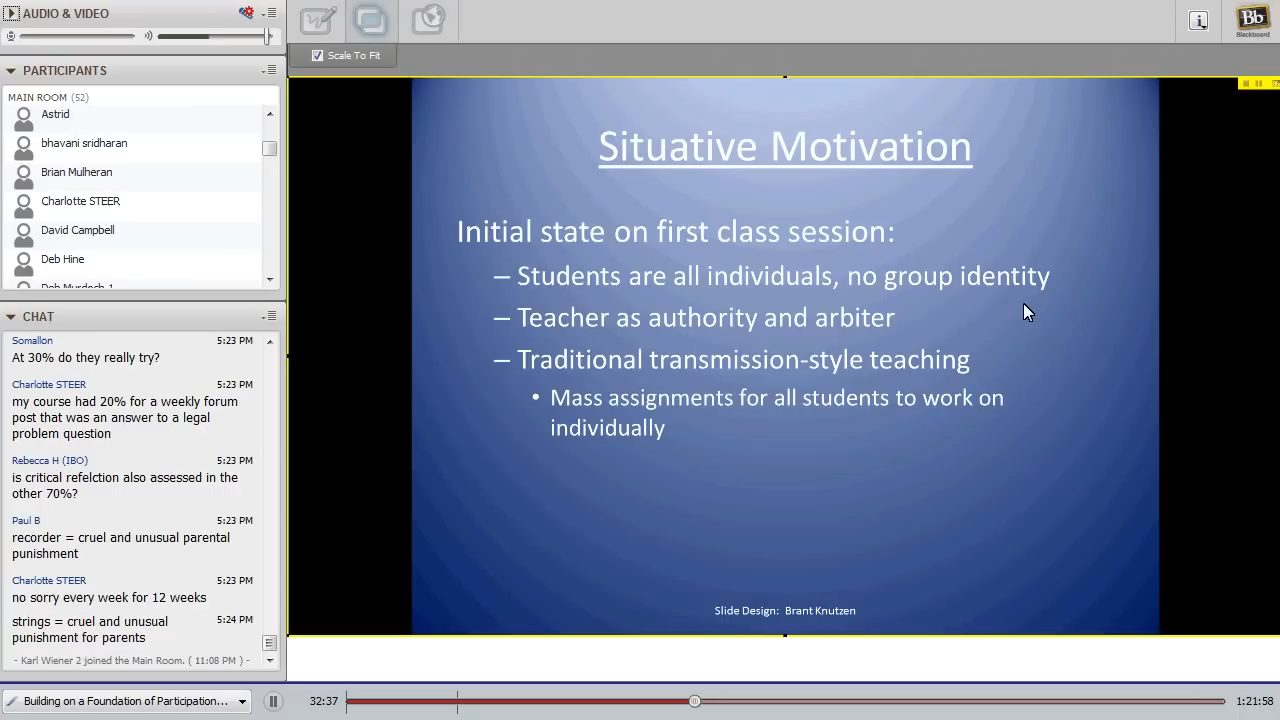 AUDIO & VIDEO
PARTICIPANTS
MAIN ROOM (52)
Astrid
bhavani sridharan
Brian Mulheran
Charlotte STEER
David Campbell
Deb Hine
Deb Murdoch 1
CHAT
Somallon 5:23 PM
At 30% do they really try?
Charlotte STEER 5:23 PM
my course had 20% for a weekly forum
post that was an answer to a legal
problem question
Rebecca H (IBO) 5:23 PM
is critical refelction also assessed in the
other 70%?
Paul B 5:23 PM
recorder = cruel and unusual parental
punishment
Charlotte STEER 5:23 PM
no sorry every week for 12 weeks
strings = cruel and unusual 5:24 PM
punishment for parents
- Karl Wiener 2 joined the Main Room. ( 11:08 PM ) -
Building on a Foundation of Participation...
Scale To Fit
Bb
Blackboard
Situative Motivation
Initial state on first class session:
– Students are all individuals, no group identity
– Teacher as authority and arbiter
– Traditional transmission-style teaching
• Mass assignments for all students to work on
individually
Slide Design: Brant Knutzen
32:37
1:21:58